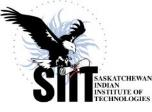 SIIT
SASKATCHEWAN
INDIAN
INSTITUTE OF
TECHNOLOGIES